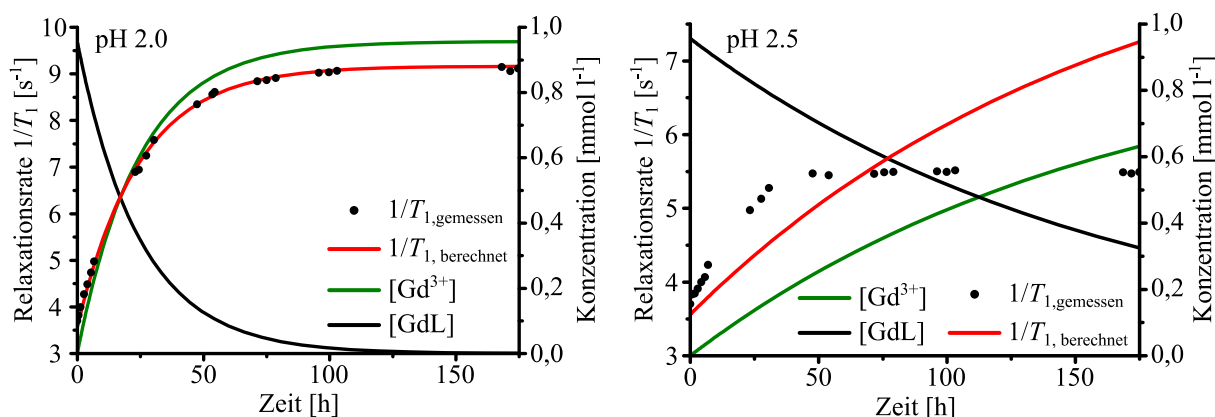 pH 2.0
Relaxationsrate 1/T1 [s-1]
10
9
8
7
6
5
4
3
0
50
100
150
Zeit [h]
1,0
0,8
0,6
0,4
0,2
0,0
Konzentration [mmol l-1]
1/T1,gemessen
1/T1, berechnet
[Gd3+]
[GdL]
pH 2.5
Relaxationsrate 1/T1 [s-1]
7
6
5
4
3
0
50
100
150
Zeit [h]
1,0
0,8
0,6
0,4
0,2
0,0
Konzentration [mmol l-1]
[Gd3+] 1/T1,gemessen
[GdL] 1/T1, berechnet